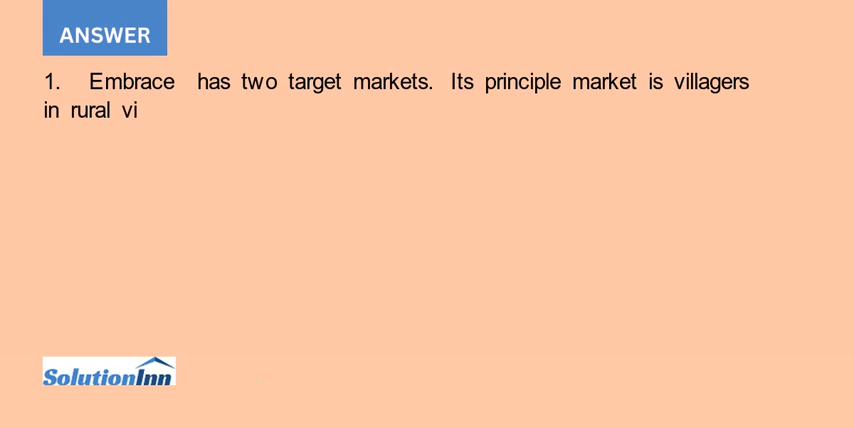 ANSWER
1. Embrace has two target markets. Its principle market is villagers
in rural vi
SolutionInn